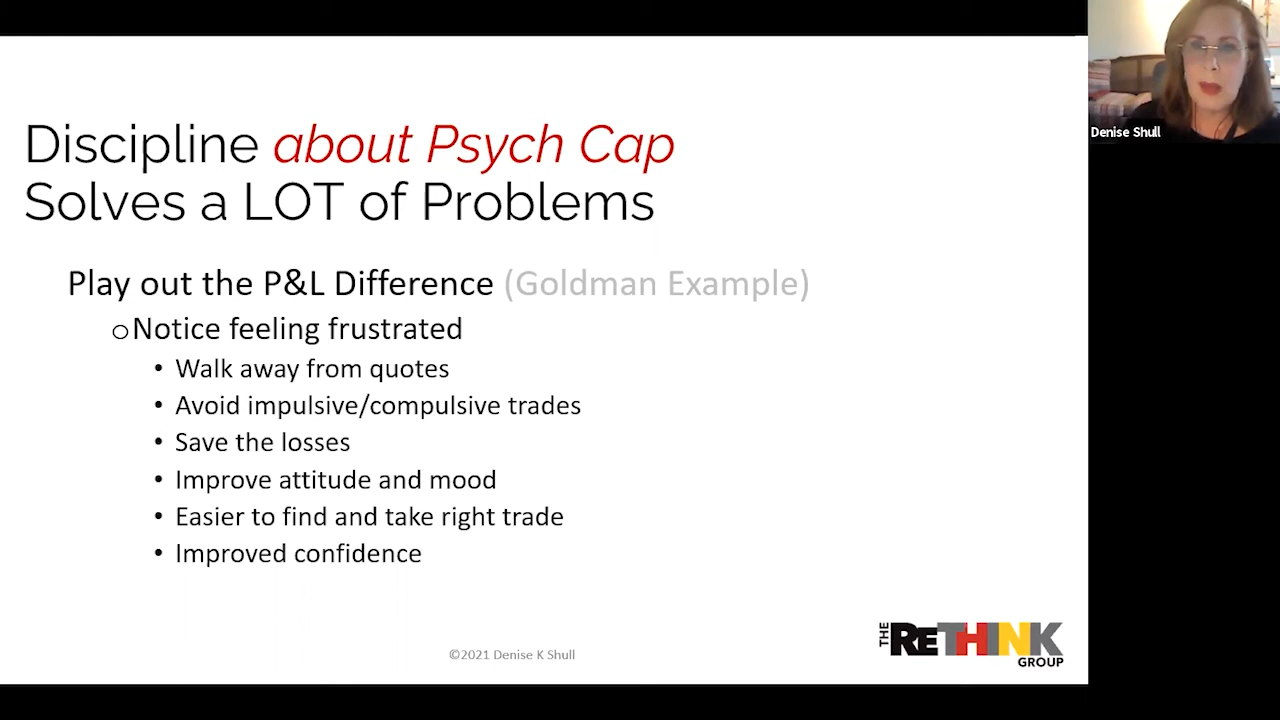 Denise Shull
Discipline about Psych Cap
Solves a LOT of Problems
Play out the P&L Difference (Goldman Example)
oNotice feeling frustrated
• Walk away from quotes
• Avoid impulsive/compulsive trades
• Save the losses
• Improve attitude and mood
• Easier to find and take right trade
• Improved confidence
©2021 Denise K Shull
THE RETHINK
GROUP